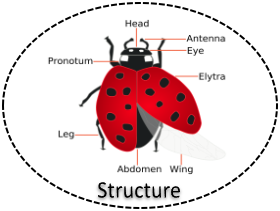 Head
Antenna
Eye
Pronotum
Elytra
Leg
Abdomen
Wing
Structure